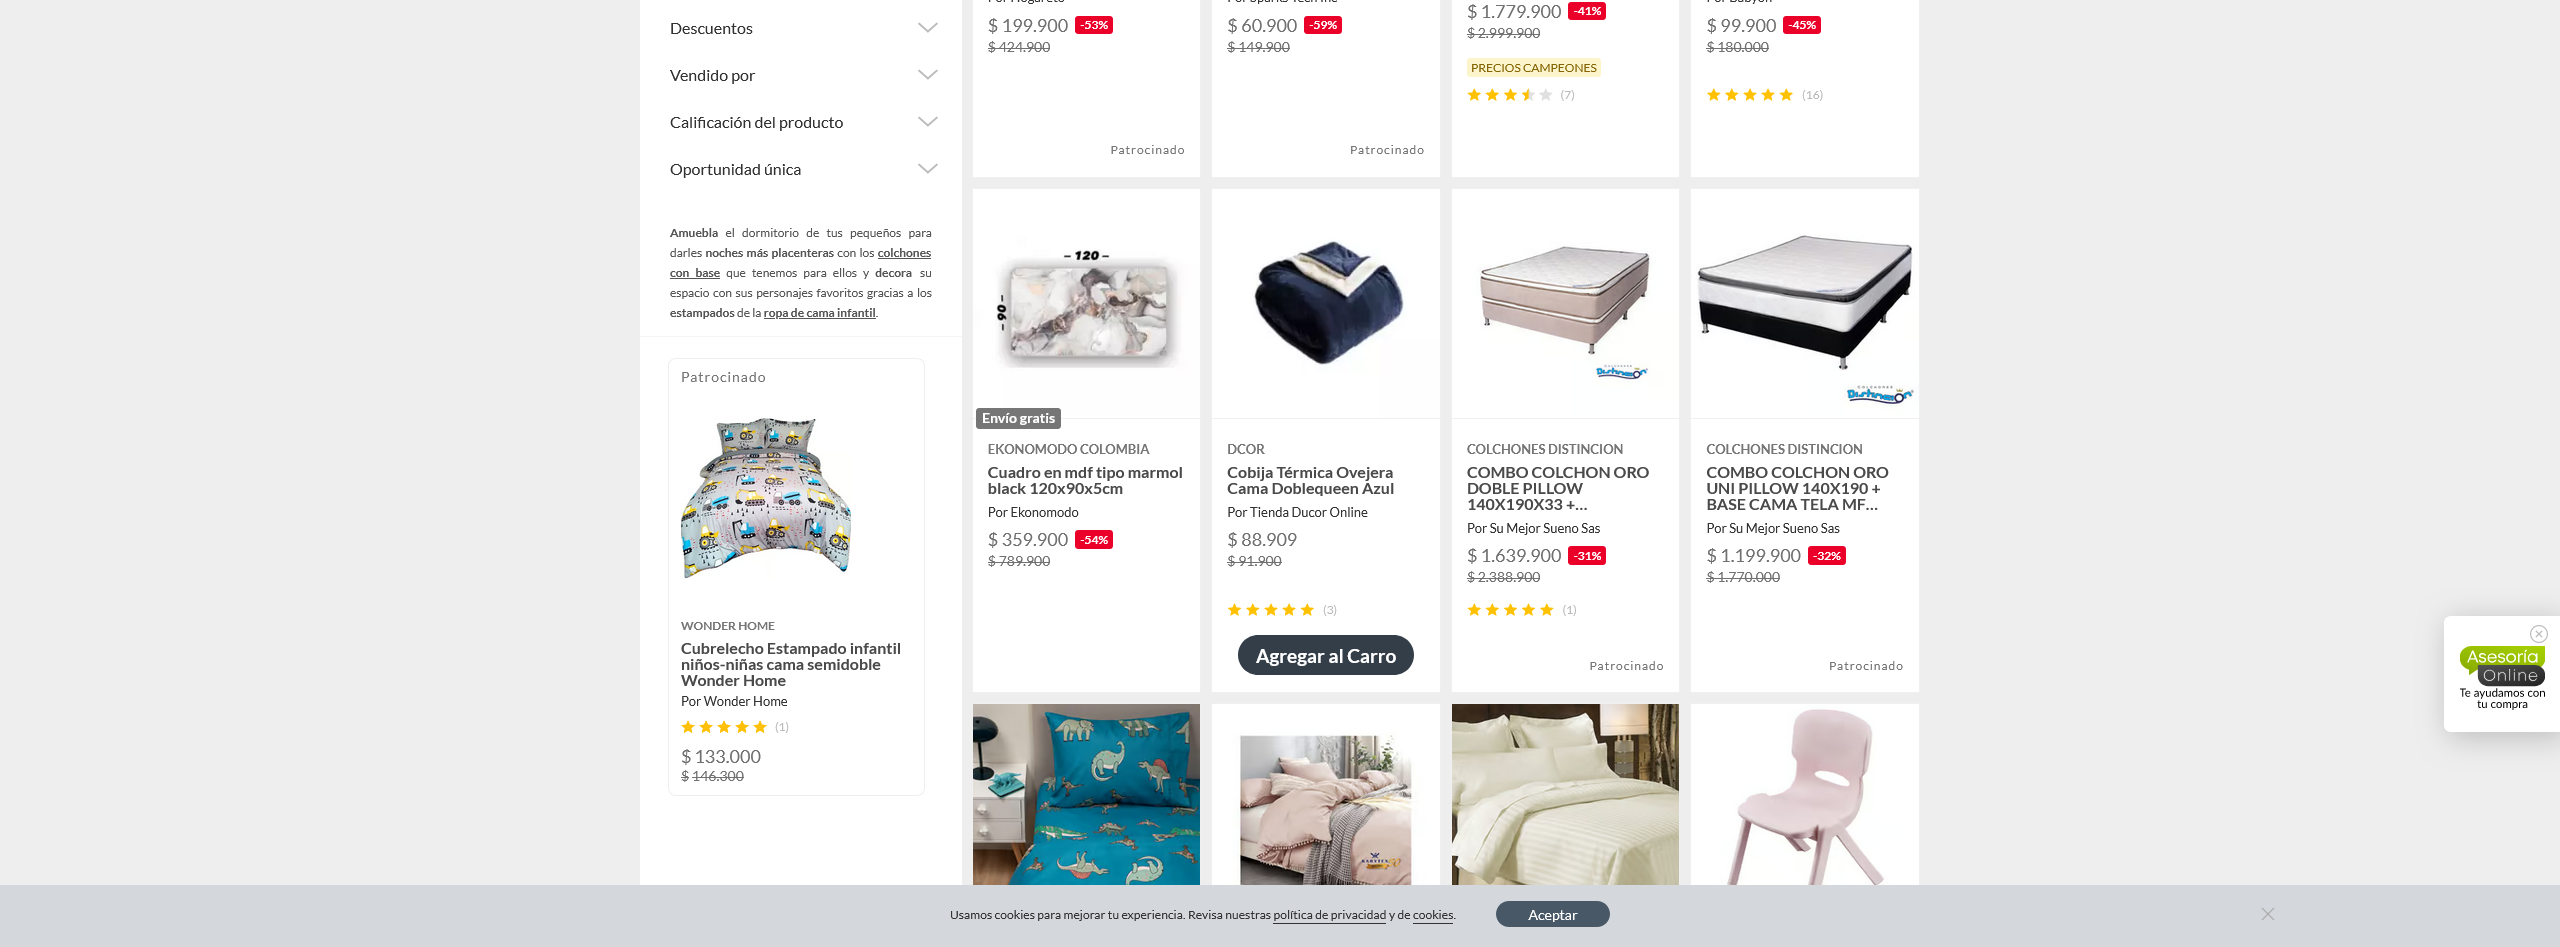 Descuentos
Vendido por
Calificación del producto
Oportunidad única
Amuebla el dormitorio de tus pequeños para
darles noches más placenteras con los colchones
con base que tenemos para ellos y decora su
espacio con sus personajes favoritos gracias a los
estampados de la ropa de cama infantil.
Patrocinado
WONDER HOME
Cubrelecho Estampado infantil
niños-niñas cama semidoble
Wonder Home
Por Wonder Home
(1)
$ 133.000
$ 146.300
$ 199.900 -53%
$ 424.900
Patrocinado
$ 60.900 -59%
$ 149.900
Patrocinado
$ 1.779.900 -41%
$ 2.999.900
PRECIOS CAMPEONES
(7)
$ 99.900 -45%
$ 180.000
(16)
– 120 –
– 90 –
Envío gratis
EKONOMODO COLOMBIA
Cuadro en mdf tipo marmol
black 120x90x5cm
Por Ekonomodo
$ 359.900 -54%
$ 789.900
DCOR
Cobija Térmica Ovejera
Cama Doblequeen Azul
Por Tienda Ducor Online
$ 88.909
$ 91.900
(3)
Agregar al Carro
COLCHONES
Distincion
COLCHONES DISTINCION
COMBO COLCHON ORO
DOBLE PILLOW
140X190X33 +...
Por Su Mejor Sueno Sas
$ 1.639.900 -31%
$ 2.388.900
(1)
Patrocinado
COLCHONES
Distincion
COLCHONES DISTINCION
COMBO COLCHON ORO
UNI PILLOW 140X190 +
BASE CAMA TELA MF...
Por Su Mejor Sueno Sas
$ 1.199.900 -32%
$ 1.770.000
Patrocinado
Asesoría
Online
Te ayudamos con
tu compra
Usamos cookies para mejorar tu experiencia. Revisa nuestras política de privacidad y de cookies.
Aceptar